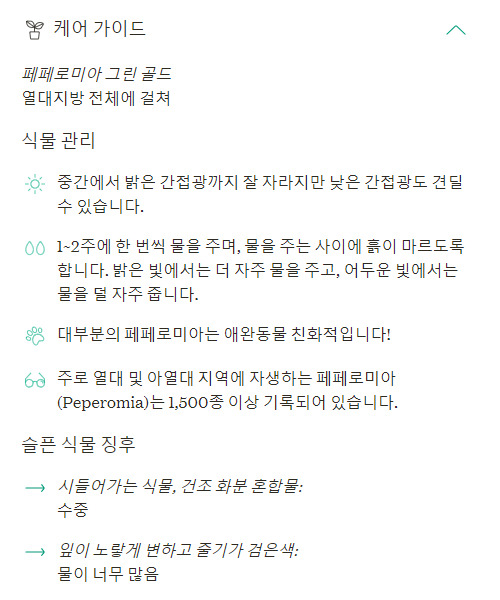 케어 가이드
페페로미아 그린 골드
열대지방 전체에 걸쳐
식물 관리
중간에서 밝은 간접광까지 잘 자라지만 낮은 간접광도 견딜
수 있습니다.
1~2주에 한 번씩 물을 주며, 물을 주는 사이에 흙이 마르도록
합니다. 밝은 빛에서는 더 자주 물을 주고, 어두운 빛에서는
물을 덜 자주 줍니다.
대부분의 페페로미아는 애완동물 친화적입니다!
주로 열대 및 아열대 지역에 자생하는 페페로미아
(Peperomia)는 1,500종 이상 기록되어 있습니다.
슬픈 식물 징후
시들어가는 식물, 건조 화분 혼합물:
수중
잎이 노랗게 변하고 줄기가 검은색:
물이 너무 많음